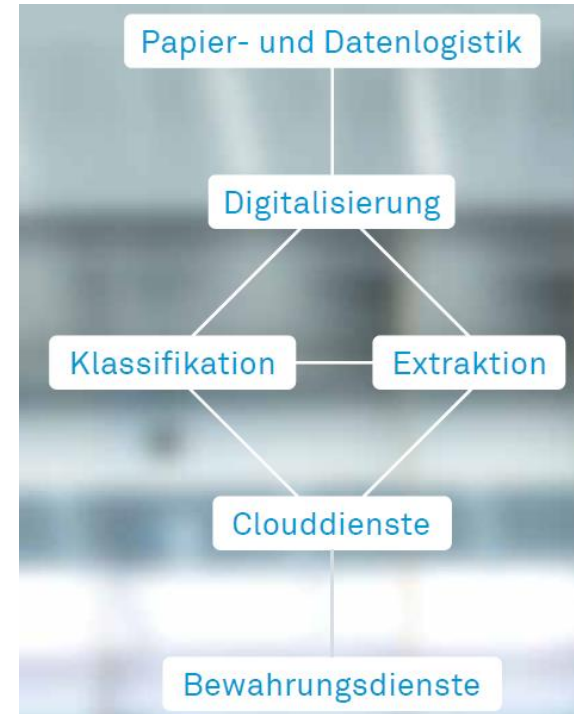 Papier- und Datenlogistik
Digitalisierung
Klassifikation
Extraktion
Clouddienste
Bewahrungsdienste